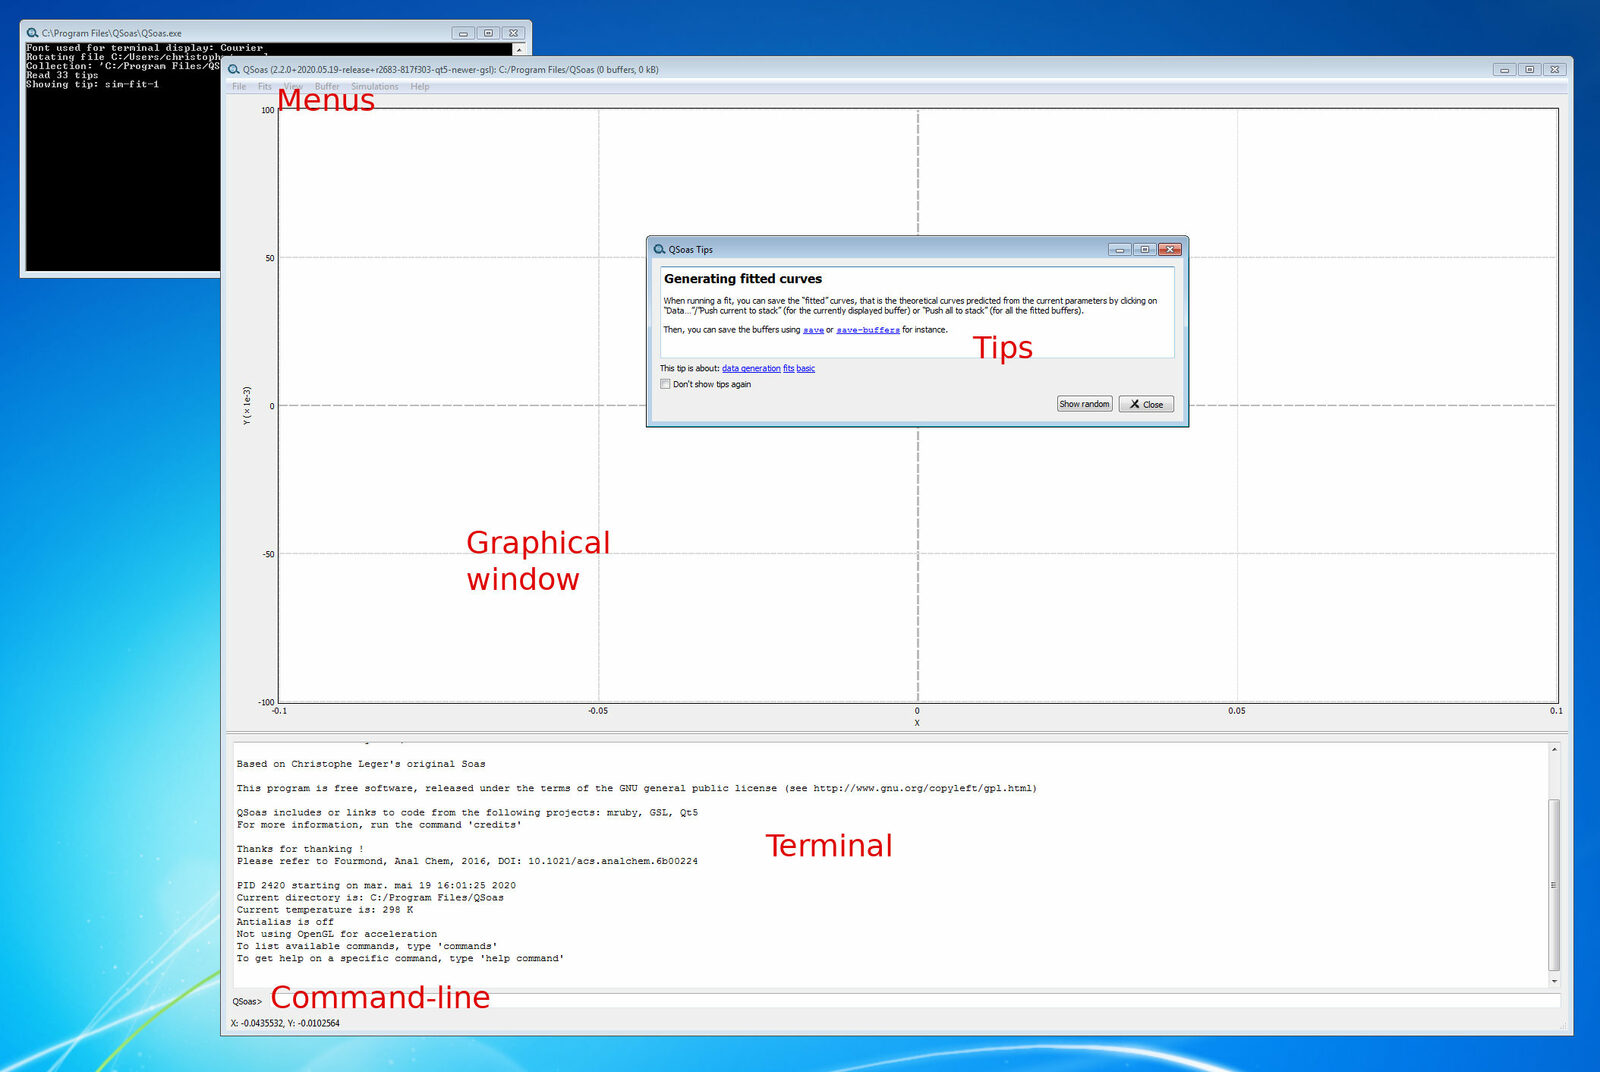 C:\Program Files\QSoas\QSoas.exe
Font used for terminal display: Courier
Rotating file C:/Users/christoph
Collection: 'C:/Program Files/QS
Read 33 tips
Showing tip: sim-fit-1
QSoas (2.2.0+2020.05.19-release+r2683-817f303-qt5-newer-gsl): C:/Program Files/QSoas (0 buffers, 0 kB)
File Fits View Buffer Simulations Help
Menus
100
50
0
-50
-100
Y (× 1e-3)
-0.1 -0.05 0 0.05 0.1
X
QSoas Tips
Generating fitted curves
When running a fit, you can save the "fitted" curves, that is the theoretical curves predicted from the current parameters by clicking on
"Data..."/"Push current to stack" (for the currently displayed buffer) or "Push all to stack" (for all the fitted buffers).
Then, you can save the buffers using save or save-buffers for instance.
Tips
This tip is about: data generation fits basic
Don't show tips again
Show random Close
Graphical
window
Based on Christophe Leger's original Soas
This program is free software, released under the terms of the GNU general public license (see http://www.gnu.org/copyleft/gpl.html)
QSoas includes or links to code from the following projects: mruby, GSL, Qt5
For more information, run the command 'credits'
Thanks for thanking !
Please refer to Fourmond, Anal Chem, 2016, DOI: 10.1021/acs.analchem.6b00224
Terminal
PID 2420 starting on mar. mai 19 16:01:25 2020
Current directory is: C:/Program Files/QSoas
Current temperature is: 298 K
Antialias is off
Not using OpenGL for acceleration
To list available commands, type 'commands'
To get help on a specific command, type 'help command'
QSoas> Command-line
X: -0.0435532, Y: -0.0102564